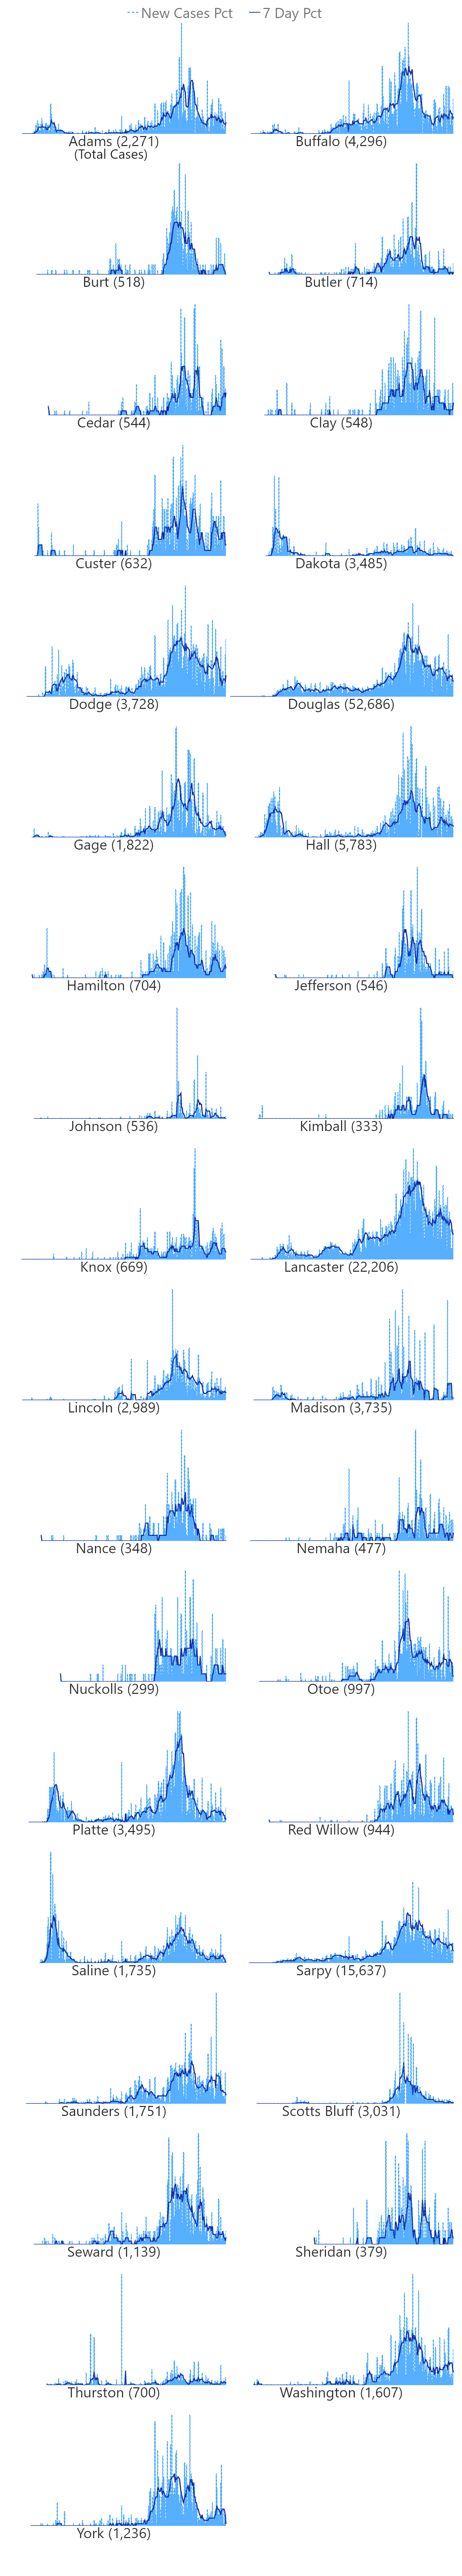 New Cases Pct 7 Day Pct
Adams (2,271) Buffalo (4,296)
(Total Cases)
Burt (518) Butler (714)
Cedar (544) Clay (548)
Custer (632) Dakota (3,485)
Dodge (3,728) Douglas (52,686)
Gage (1,822) Hall (5,783)
Hamilton (704) Jefferson (546)
Johnson (536) Kimball (333)
Knox (669) Lancaster (22,206)
Lincoln (2,989) Madison (3,735)
Nance (348) Nemaha (477)
Nuckolls (299) Otoe (997)
Platte (3,495) Red Willow (944)
Saline (1,735) Sarpy (15,637)
Saunders (1,751) Scotts Bluff (3,031)
Seward (1,139) Sheridan (379)
Thurston (700) Washington (1,607)
York (1,236)